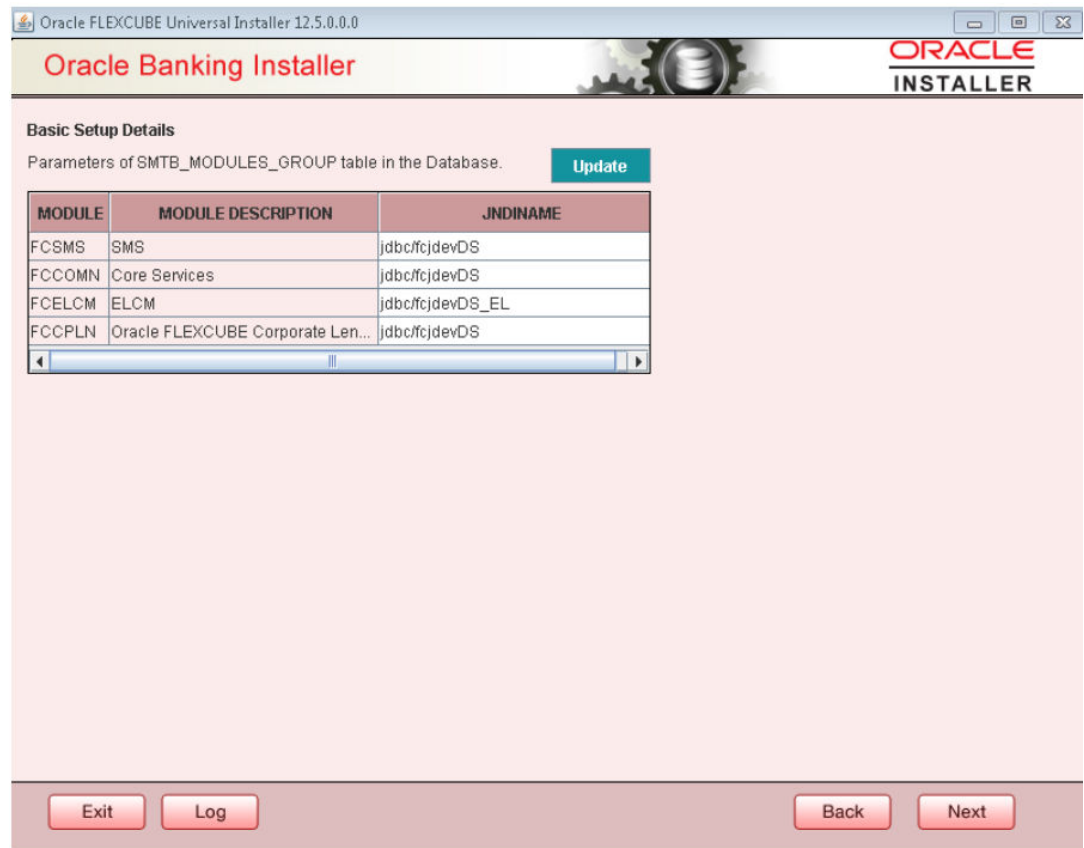 Oracle FLEXCUBE Universal Installer 12.5.0.0.0
Oracle Banking Installer
ORACLE
INSTALLER
Basic Setup Details
Parameters of SMTB_MODULES_GROUP table in the Database.
Update
MODULE MODULE DESCRIPTION JNDINAME
FCSMS SMS jdbc/fcjdevDS
FCCOMN Core Services jdbc/fcjdevDS
FCELCM ELCM jdbc/fcjdevDS_EL
FCCPLN Oracle FLEXCUBE Corporate Len... jdbc/fcjdevDS
Exit Log Back Next